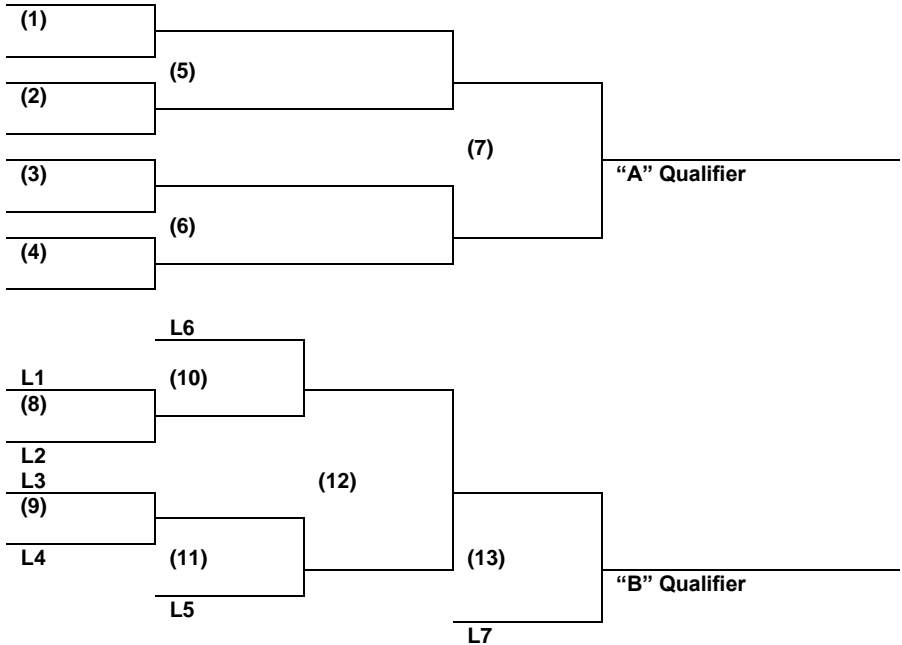 (1)
(5)
(2)
(7)
(3)
“A” Qualifier
(6)
(4)
L6
L1
(10)
(8)
L2
L3
(12)
(9)
L4
(11)
(13)
“B” Qualifier
L5
L7